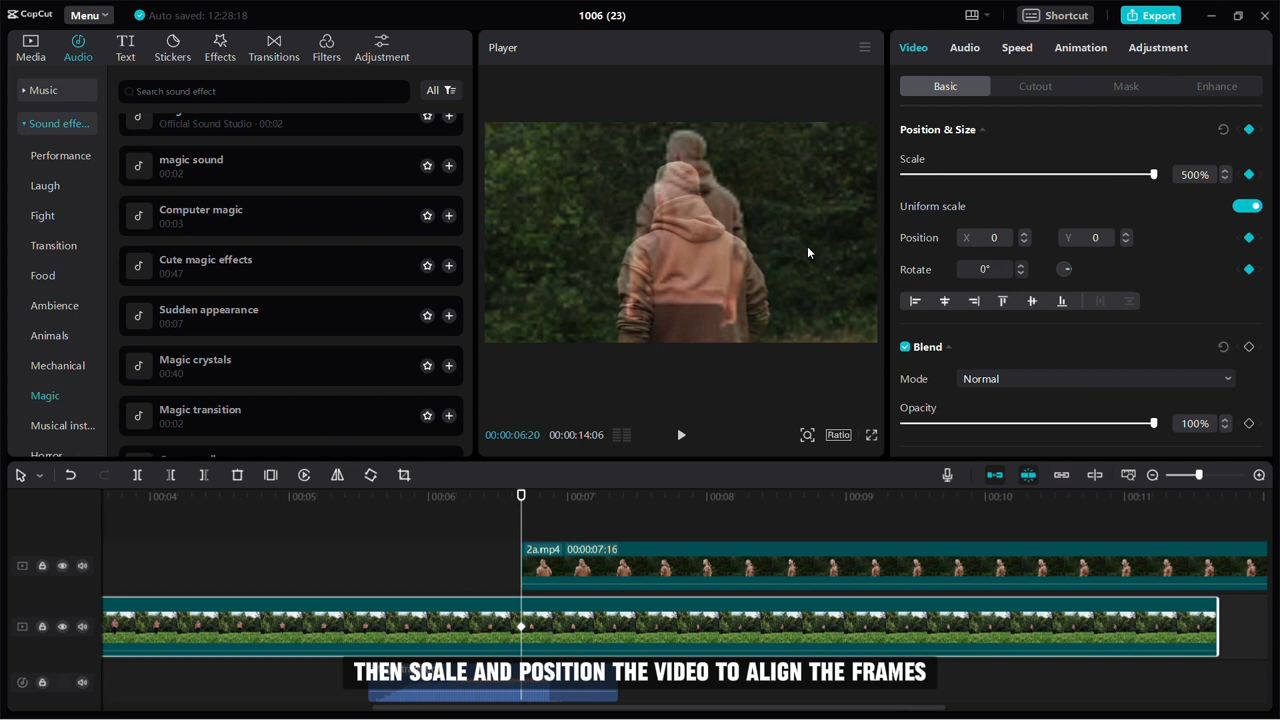 CapCut
Menu
Auto saved: 12:28:18
1006 (23)
Shortcut
Export
Media
Audio
Text
Stickers
Effects
Transitions
Filters
Adjustment
Music
Sound effe...
Performance
Laugh
Fight
Transition
Food
Ambience
Animals
Mechanical
Magic
Musical inst...
Horror
Search sound effect
All
Official Sound Studio · 00:02
magic sound
00:02
Computer magic
00:03
Cute magic effects
00:47
Sudden appearance
00:07
Magic crystals
00:40
Magic transition
00:02
Player
00:00:06:20
00:00:14:06
Ratio
Video
Audio
Speed
Animation
Adjustment
Basic
Cutout
Mask
Enhance
Position & Size
Scale
500%
Uniform scale
Position
X 0
Y 0
Rotate
0°
Blend
Mode
Normal
Opacity
100%
00:04
00:05
00:06
00:07
00:08
00:09
00:10
00:11
2a.mp4 00:00:07:16
THEN SCALE AND POSITION THE VIDEO TO ALIGN THE FRAMES